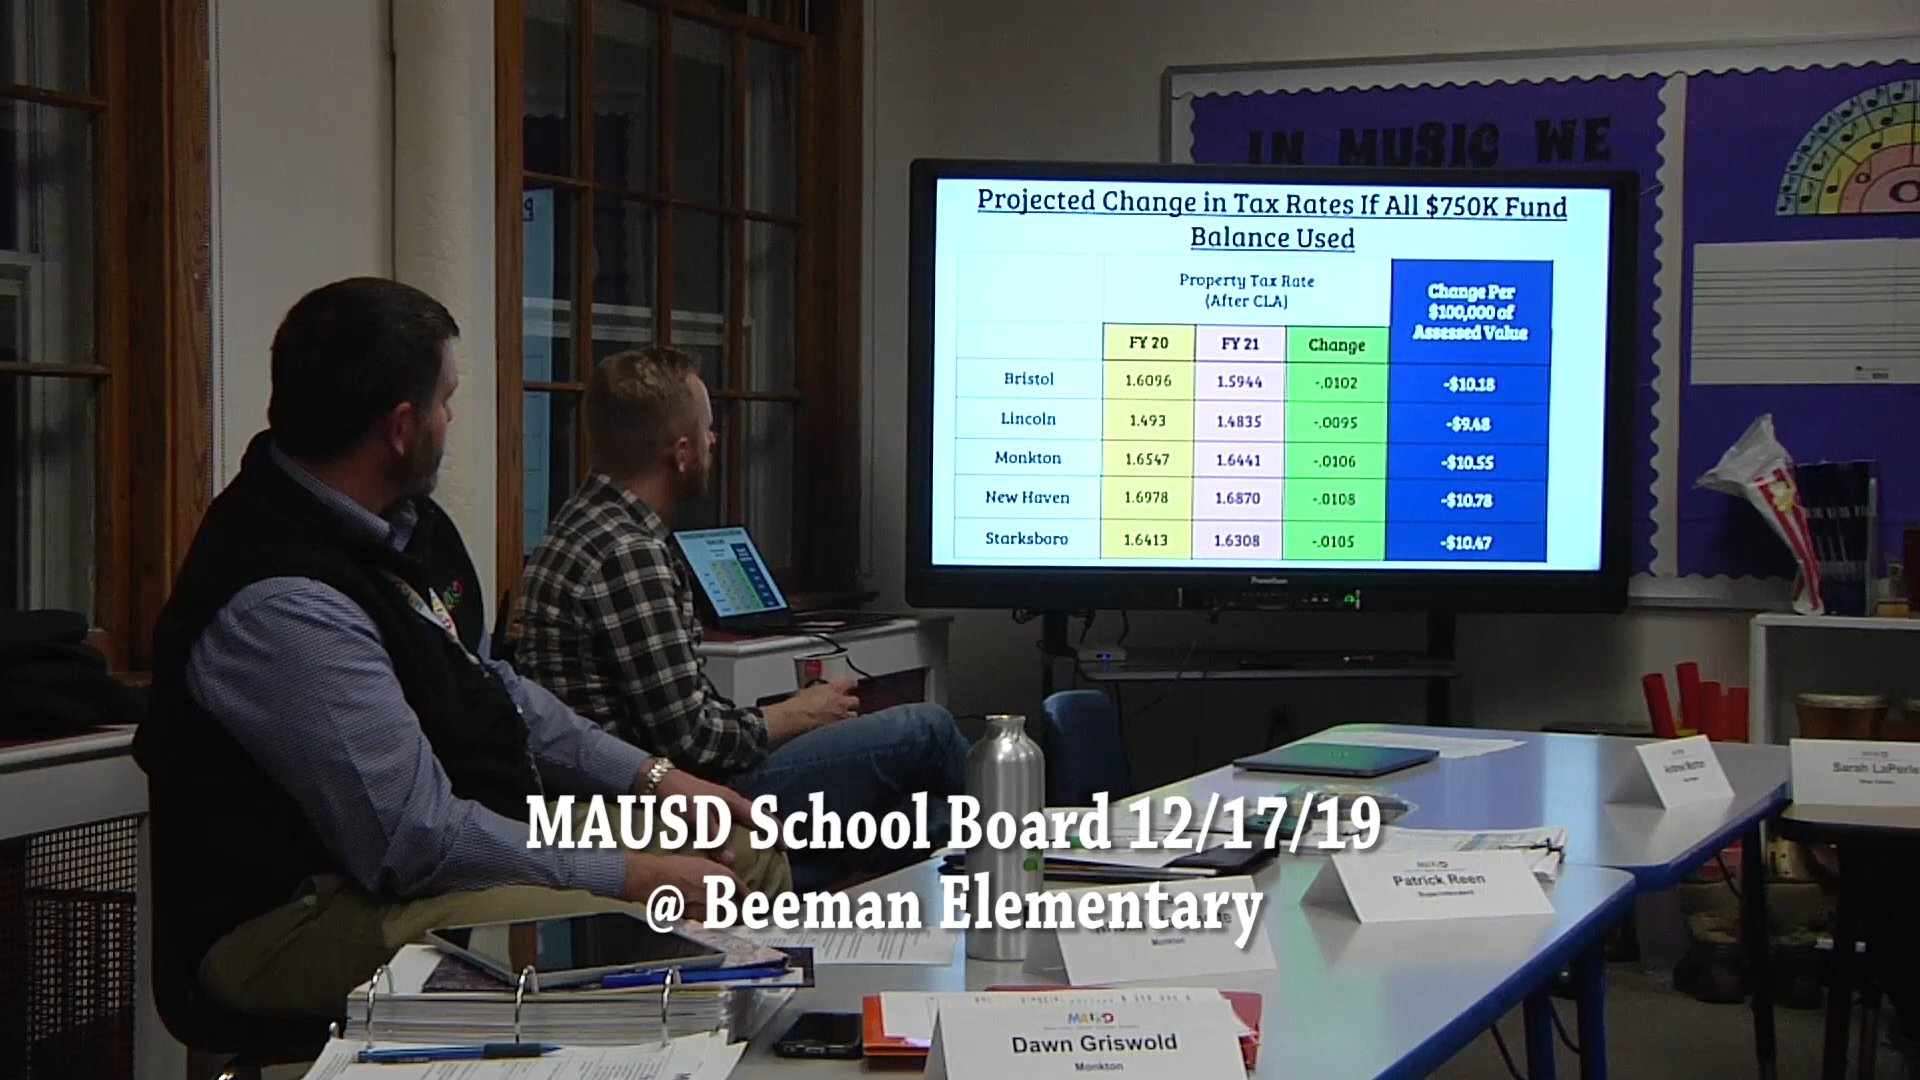 IN MUSIC WE
Projected Change in Tax Rates If All $750K Fund
Balance Used
Property Tax Rate
(After CLA)
Change Per
$100,000 of
Assessed Value
FY 20 FY 21 Change
Bristol 1.6096 1.5944 -.0102 -$10.18
Lincoln 1.493 1.4835 -.0095 -$9.48
Monkton 1.6547 1.6441 -.0106 -$10.55
New Haven 1.6978 1.6870 -.0108 -$10.78
Starksboro 1.6413 1.6308 -.0105 -$10.47
Promethean
Sarah LaPerle
MAUSD
Patrick Reen
Superintendent
MAUSD School Board 12/17/19
@ Beeman Elementary
Monkton
MAUSD
Dawn Griswold
Monkton